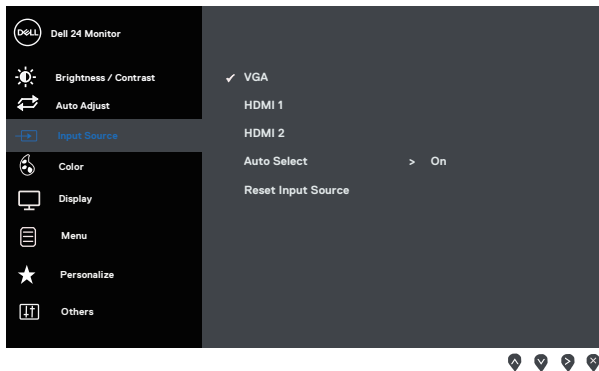 DELL Dell 24 Monitor
Brightness / Contrast
Auto Adjust
Input Source
Color
Display
Menu
Personalize
Others
✓ VGA
HDMI 1
HDMI 2
Auto Select > On
Reset Input Source